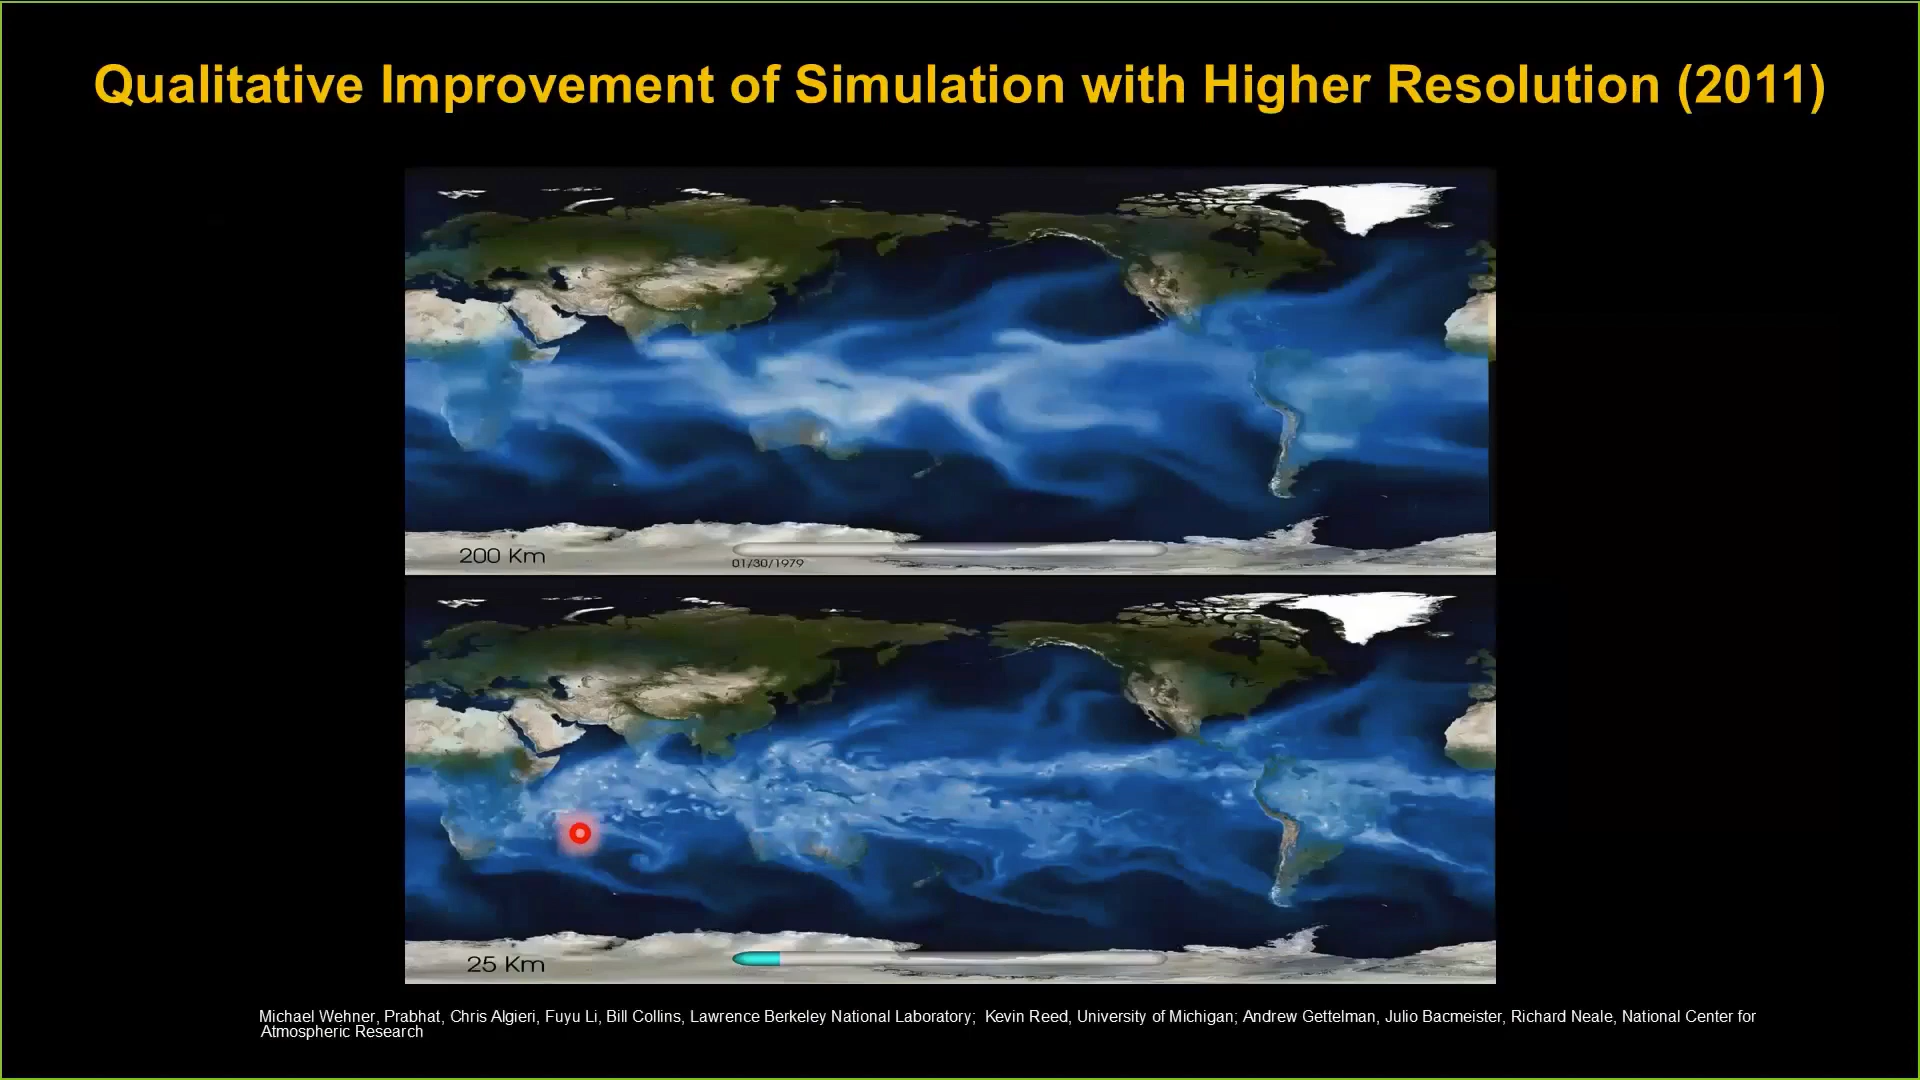 Qualitative Improvement of Simulation with Higher Resolution (2011)
200 Km
01/30/1979
25 Km
Michael Wehner, Prabhat, Chris Algieri, Fuyu Li, Bill Collins, Lawrence Berkeley National Laboratory;  Kevin Reed, University of Michigan; Andrew Gettelman, Julio Bacmeister, Richard Neale, National Center for
Atmospheric Research